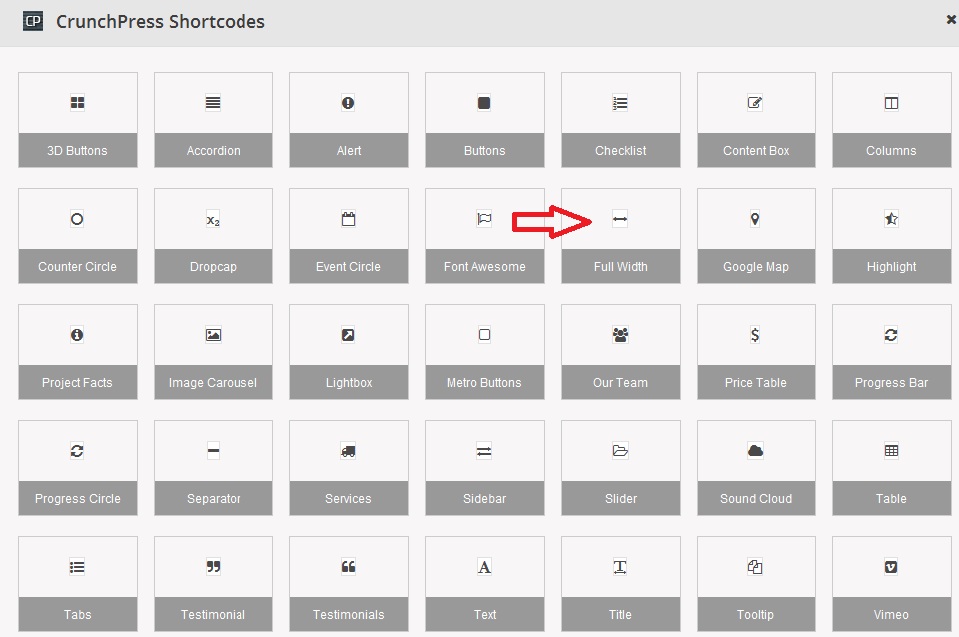 CP CrunchPress Shortcodes
3D Buttons Accordion Alert Buttons Checklist Content Box Columns
Counter Circle Dropcap Event Circle Font Awesome Full Width Google Map Highlight
Project Facts Image Carousel Lightbox Metro Buttons Our Team Price Table Progress Bar
Progress Circle Separator Services Sidebar Slider Sound Cloud Table
Tabs Testimonial Testimonials Text Title Tooltip Vimeo